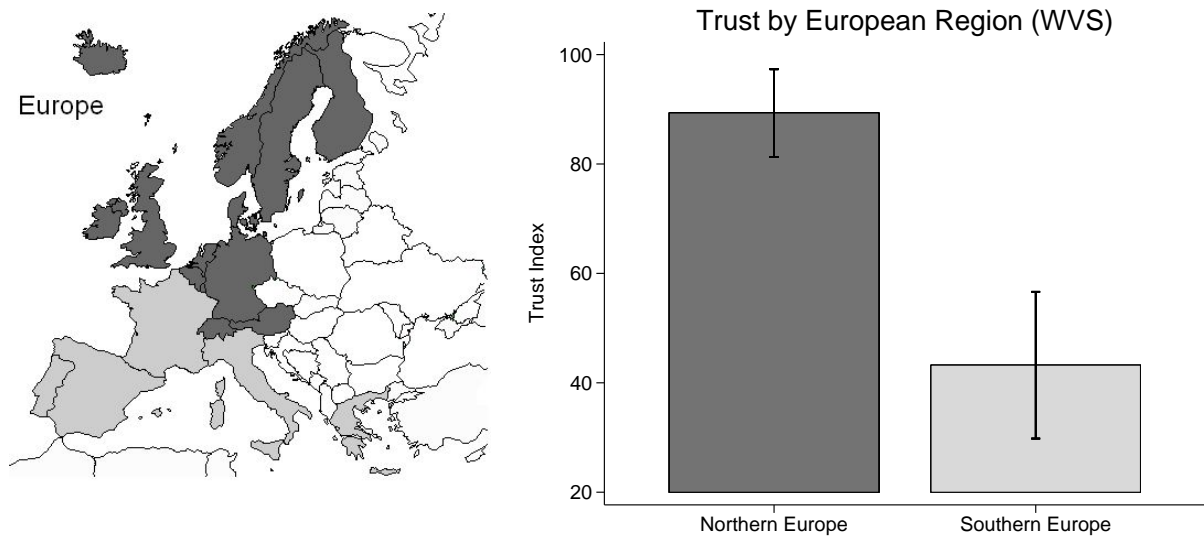 Europe
Trust by European Region (WVS)
Trust Index
100
80
60
40
20
Northern Europe
Southern Europe